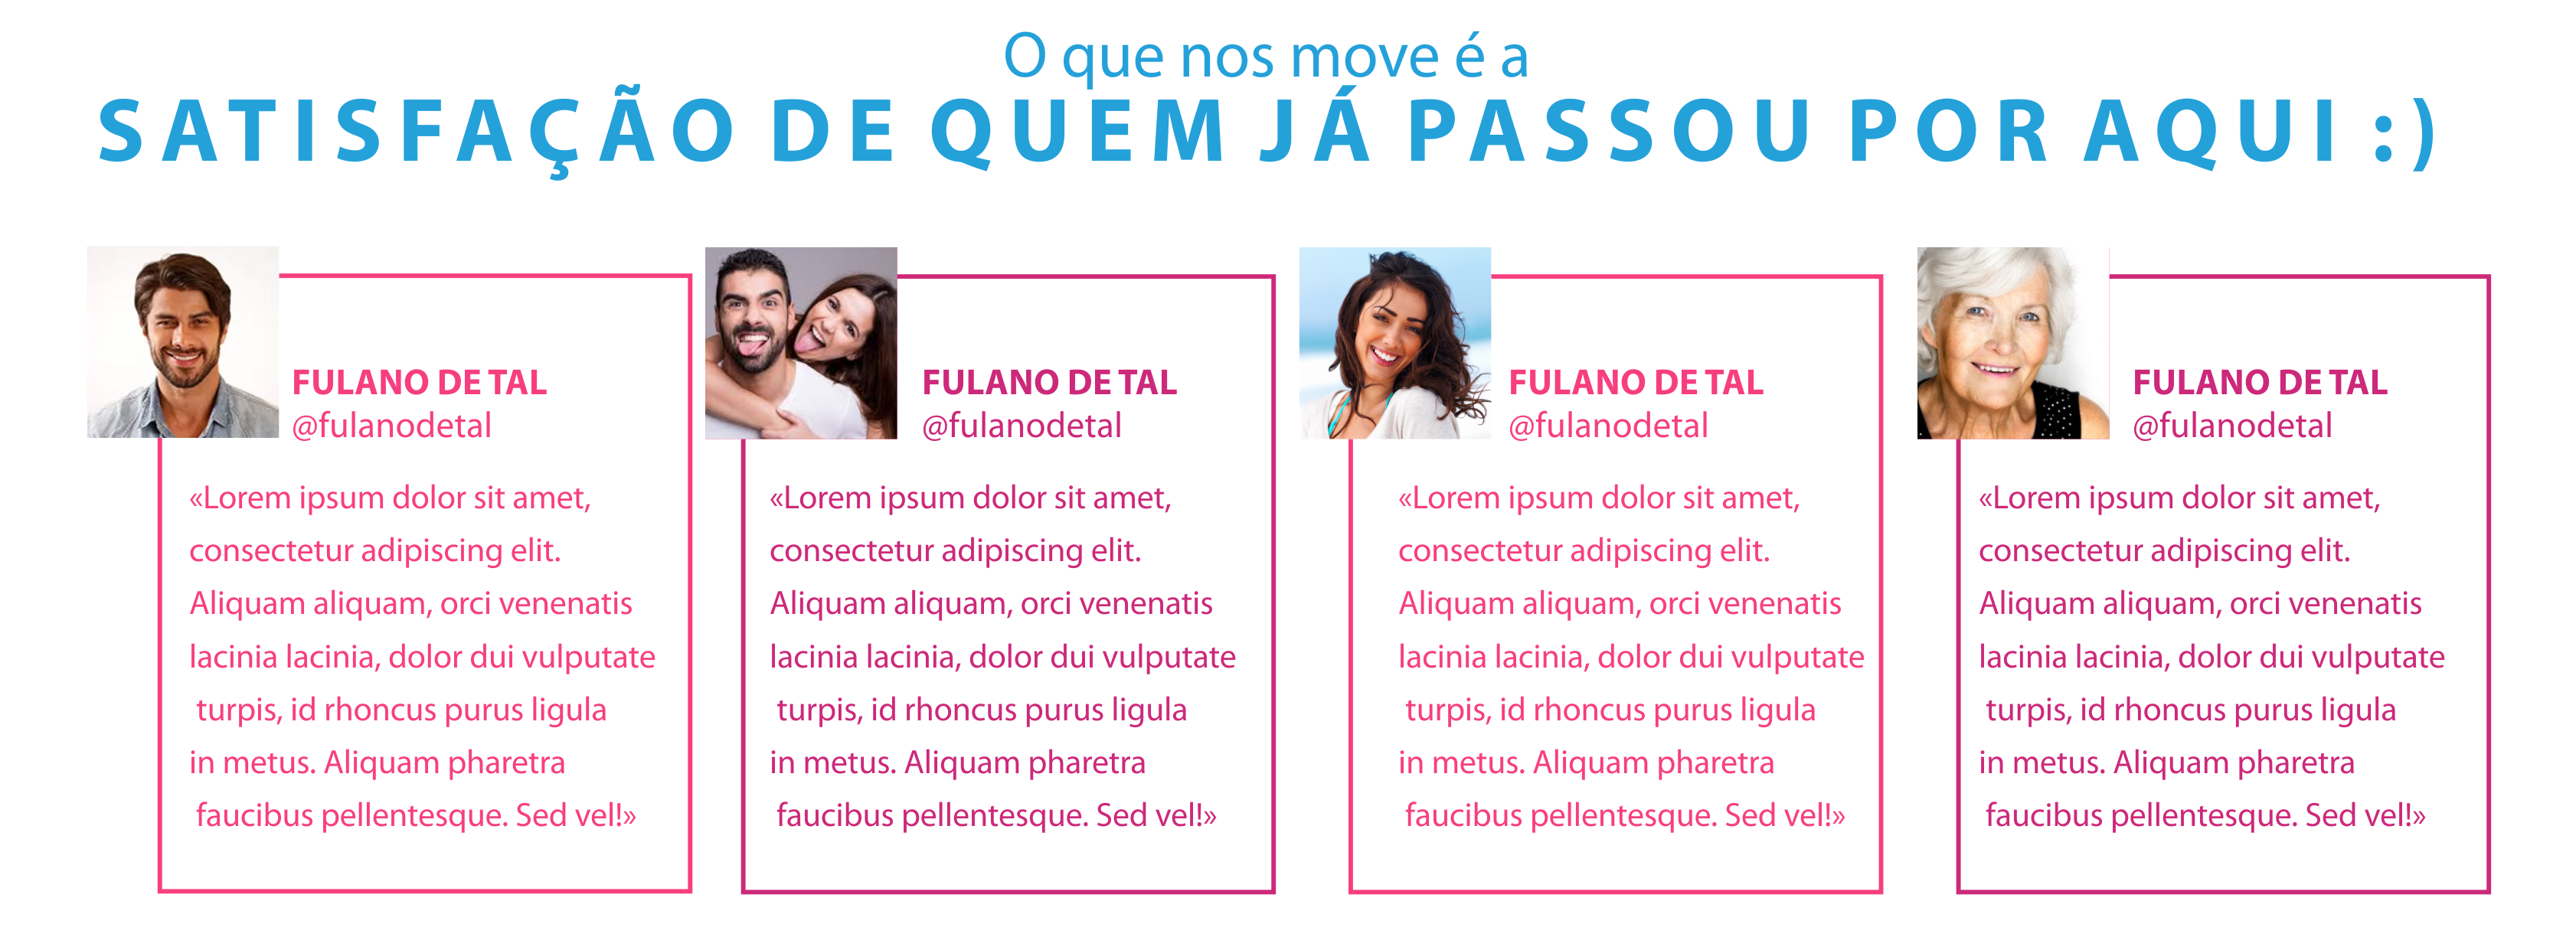 O que nos move é a
SATISFAÇÃO DE QUEM JÁ PASSOU POR AQUI :)
FULANO DE TAL
@fulanodetal
«Lorem ipsum dolor sit amet,
consectetur adipiscing elit.
Aliquam aliquam, orci venenatis
lacinia lacinia, dolor dui vulputate
turpis, id rhoncus purus ligula
in metus. Aliquam pharetra
faucibus pellentesque. Sed vel!»
FULANO DE TAL
@fulanodetal
«Lorem ipsum dolor sit amet,
consectetur adipiscing elit.
Aliquam aliquam, orci venenatis
lacinia lacinia, dolor dui vulputate
turpis, id rhoncus purus ligula
in metus. Aliquam pharetra
faucibus pellentesque. Sed vel!»
FULANO DE TAL
@fulanodetal
«Lorem ipsum dolor sit amet,
consectetur adipiscing elit.
Aliquam aliquam, orci venenatis
lacinia lacinia, dolor dui vulputate
turpis, id rhoncus purus ligula
in metus. Aliquam pharetra
faucibus pellentesque. Sed vel!»
FULANO DE TAL
@fulanodetal
«Lorem ipsum dolor sit amet,
consectetur adipiscing elit.
Aliquam aliquam, orci venenatis
lacinia lacinia, dolor dui vulputate
turpis, id rhoncus purus ligula
in metus. Aliquam pharetra
faucibus pellentesque. Sed vel!»